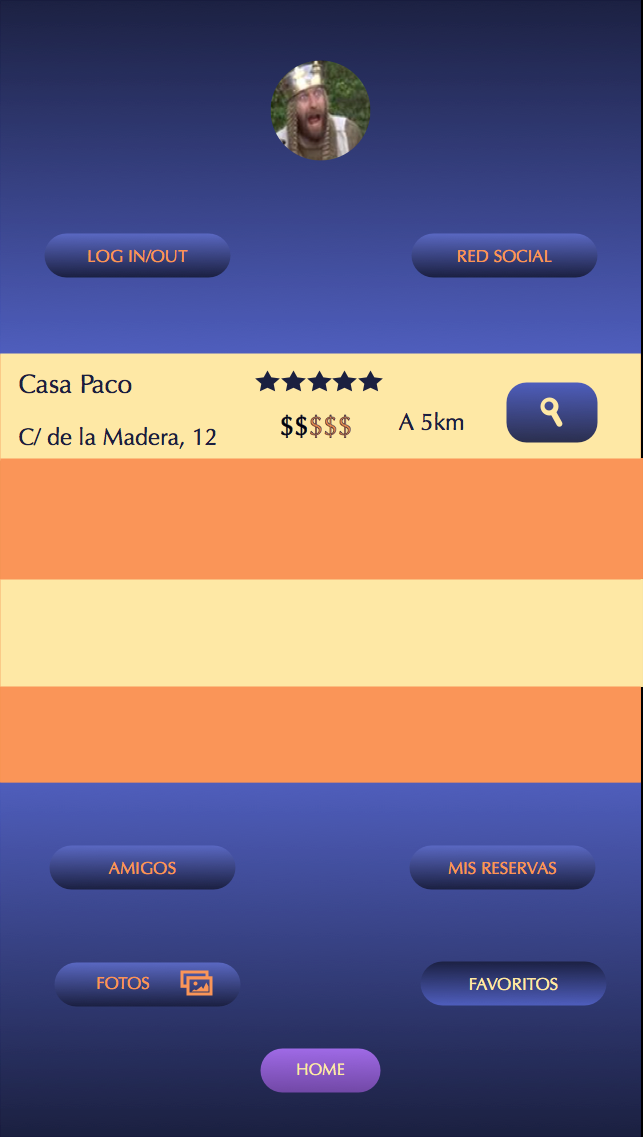 LOG IN/OUT
RED SOCIAL
Casa Paco
C/ de la Madera, 12
$$$$$
A 5km
AMIGOS
MIS RESERVAS
FOTOS
FAVORITOS
HOME